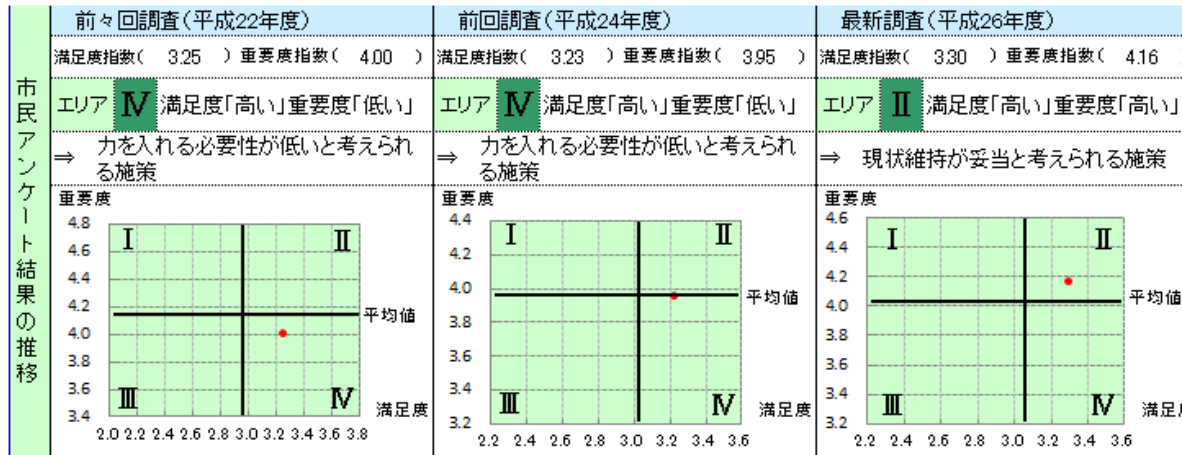 市民アンケート結果の推移
前々回調査(平成22年度)
満足度指数( 3.25 )重要度指数( 4.00 )
エリア Ⅳ 満足度「高い」重要度「低い」
⇒ 力を入れる必要性が低いと考えられ
る施策
重要度
4.8
4.6
4.4
4.2
4.0
3.8
3.6
3.4
Ⅰ Ⅱ
平均値
Ⅲ Ⅳ
満足度
2.0 2.2 2.4 2.6 2.8 3.0 3.2 3.4 3.6 3.8
前回調査(平成24年度)
満足度指数( 3.23 )重要度指数( 3.95 )
エリア Ⅳ 満足度「高い」重要度「低い」
⇒ 力を入れる必要性が低いと考えられ
る施策
重要度
4.4
4.2
4.0
3.8
3.6
3.4
3.2
Ⅰ Ⅱ
平均値
Ⅲ Ⅳ
満足度
2.2 2.4 2.6 2.8 3.0 3.2 3.4 3.6
最新調査(平成26年度)
満足度指数( 3.30 )重要度指数( 4.16
エリア Ⅱ 満足度「高い」重要度「高い」
⇒ 現状維持が妥当と考えられる施策
重要度
4.6
4.4
4.2
4.0
3.8
3.6
3.4
3.2
Ⅰ Ⅱ
平均値
Ⅲ Ⅳ
満足度
2.2 2.4 2.6 2.8 3.0 3.2 3.4 3.6